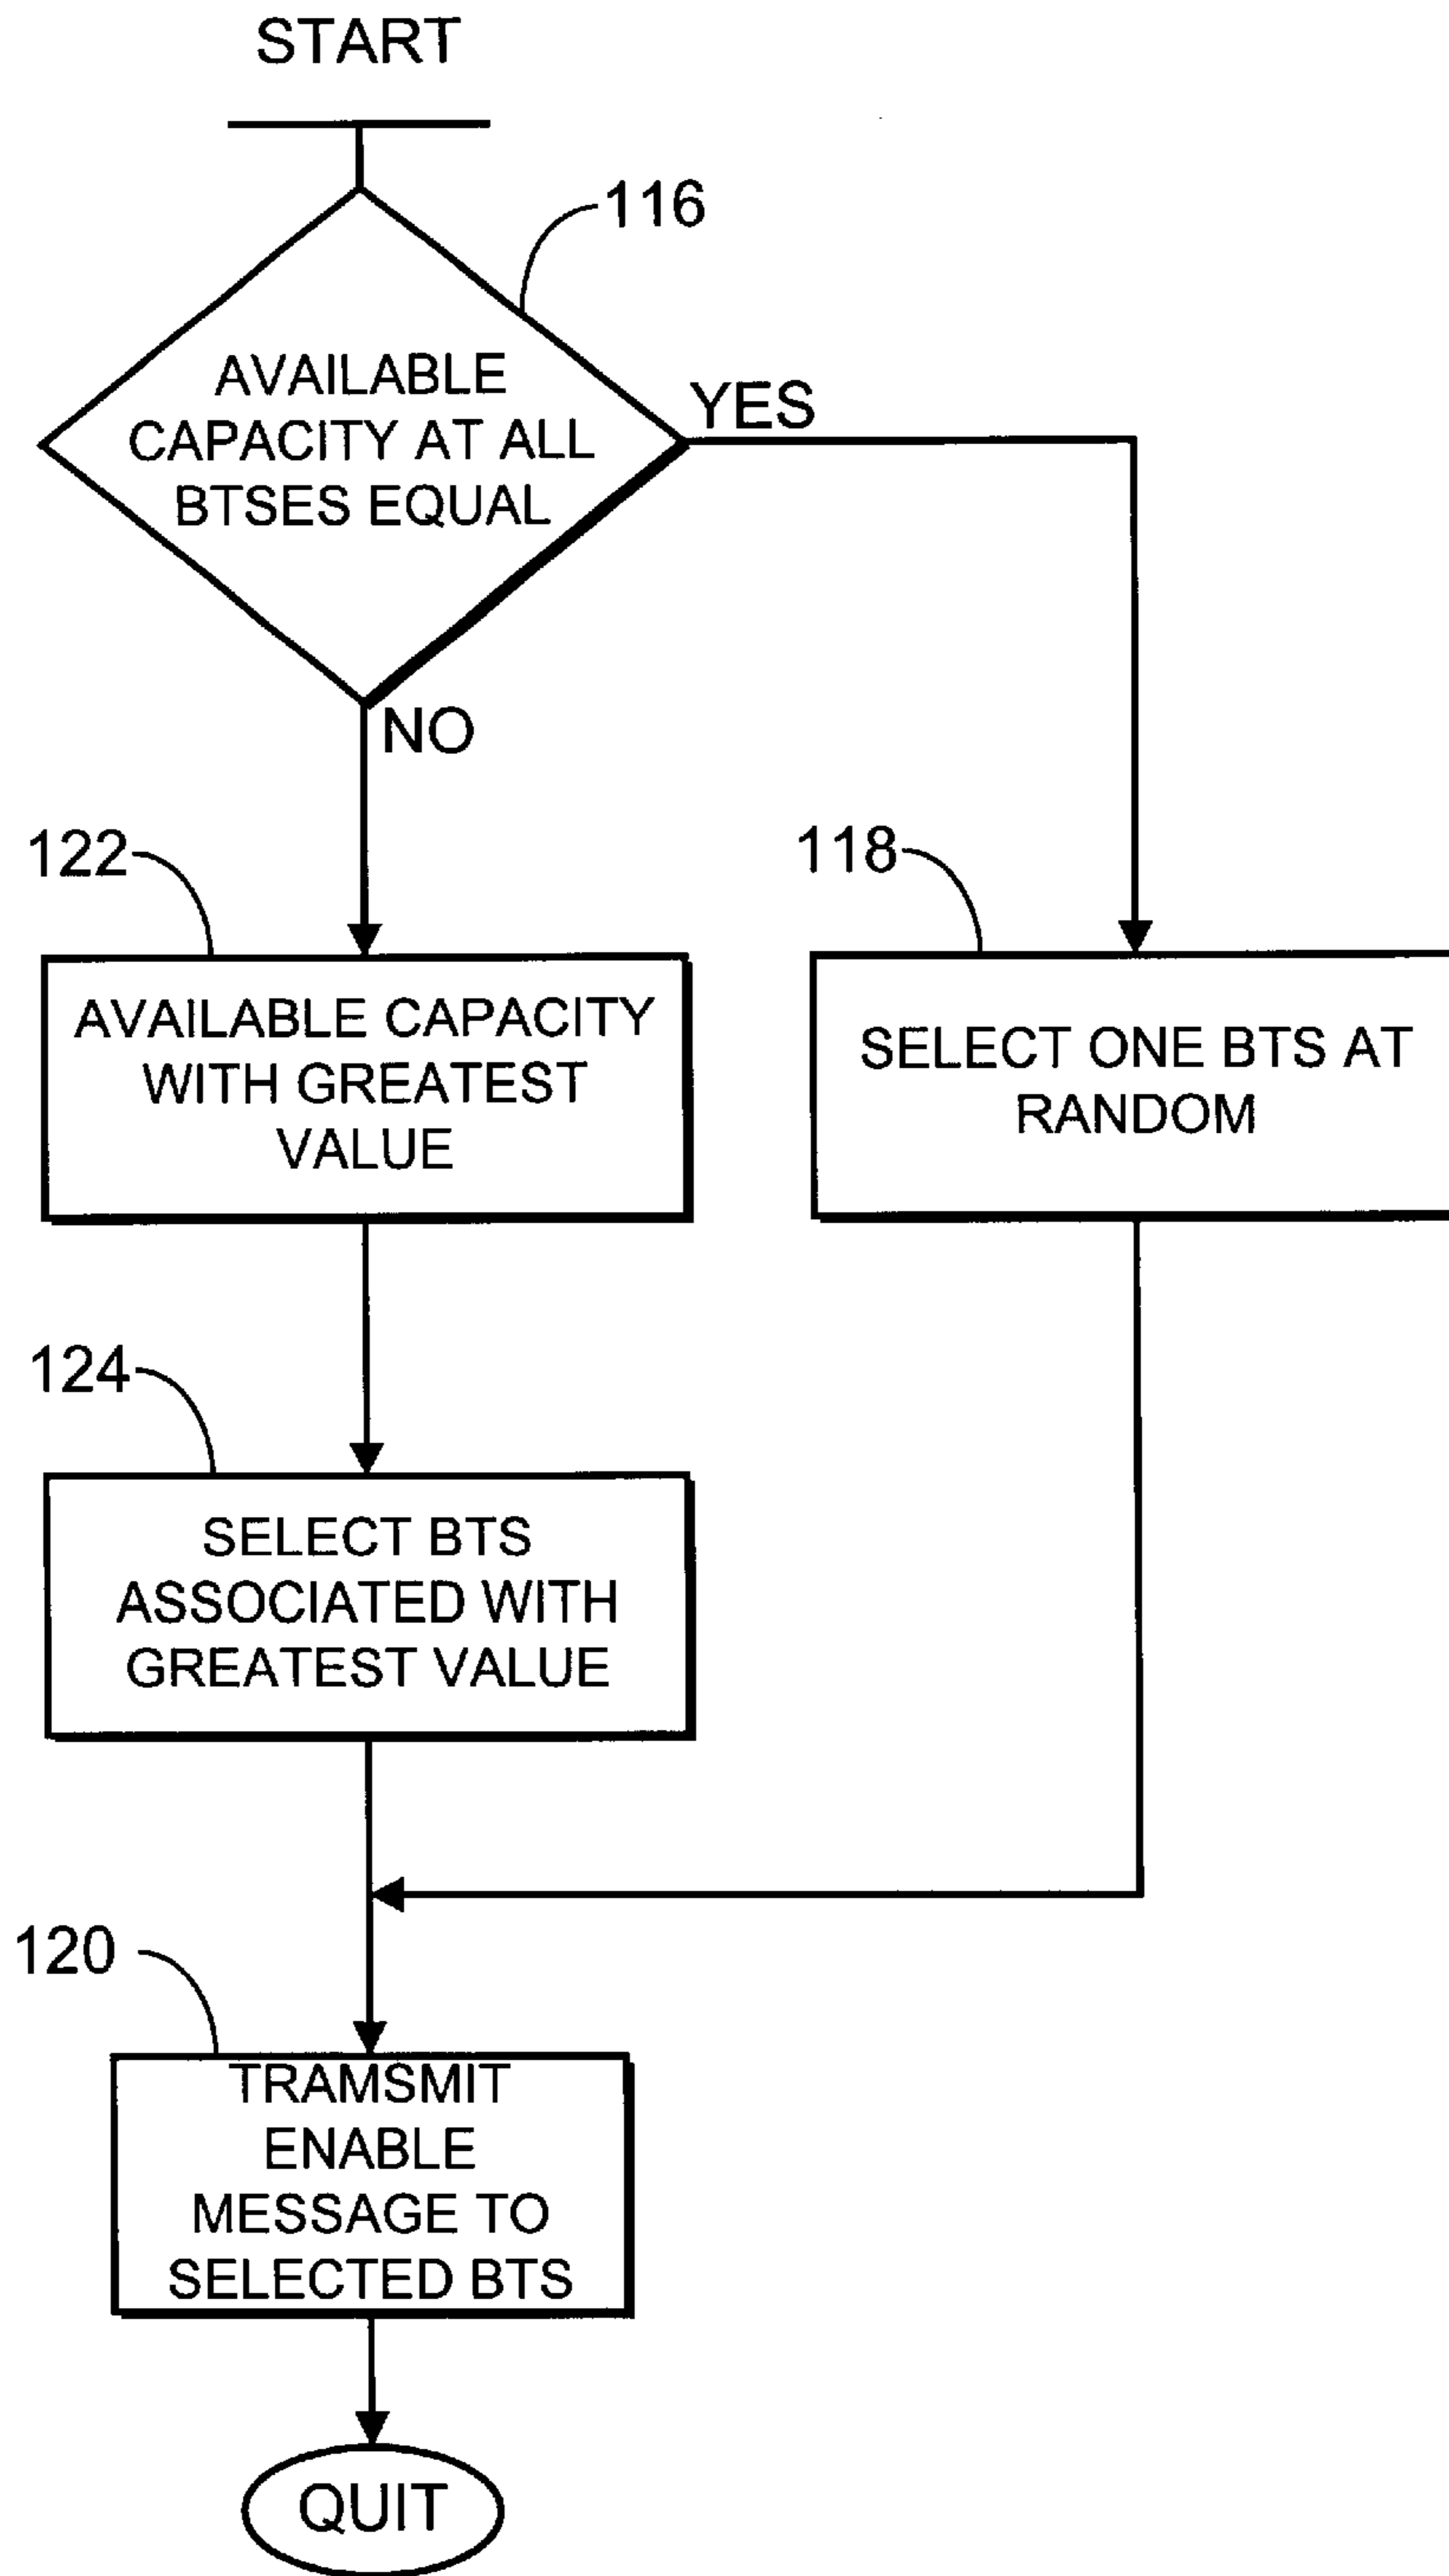 START
116
AVAILABLE
CAPACITY AT ALL
BTSES EQUAL
YES
NO
122
118
AVAILABLE CAPACITY
WITH GREATEST
VALUE
SELECT ONE BTS AT
RANDOM
124
SELECT BTS
ASSOCIATED WITH
GREATEST VALUE
120
TRAMSMIT
ENABLE
MESSAGE TO
SELECTED BTS
QUIT